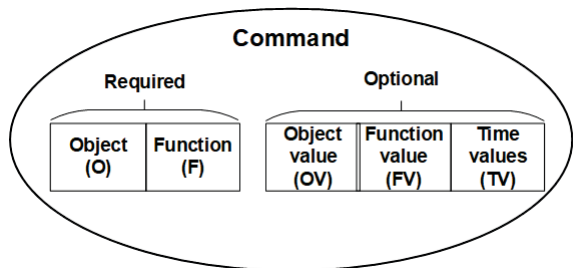 Command
Required
Optional
Object
(O)
Function
(F)
Object
value
(OV)
Function
value
(FV)
Time
values
(TV)